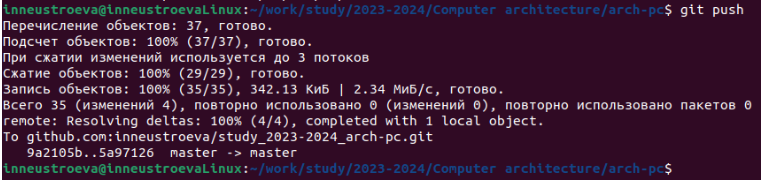 inneustroeva@inneustroevaLinux:~/work/study/2023-2024/Computer architecture/arch-pc$ git push
Перечисление объектов: 37, готово.
Подсчет объектов: 100% (37/37), готово.
При сжатии изменений используется до 3 потоков
Сжатие объектов: 100% (29/29), готово.
Запись объектов: 100% (35/35), 342.13 КиБ | 2.34 МиБ/с, готово.
Всего 35 (изменений 4), повторно использовано 0 (изменений 0), повторно использовано пакетов 0
remote: Resolving deltas: 100% (4/4), completed with 1 local object.
To github.com:inneustroeva/study_2023-2024_arch-pc.git
   9a2105b..5a97126  master -> master
inneustroeva@inneustroevaLinux:~/work/study/2023-2024/Computer architecture/arch-pc$